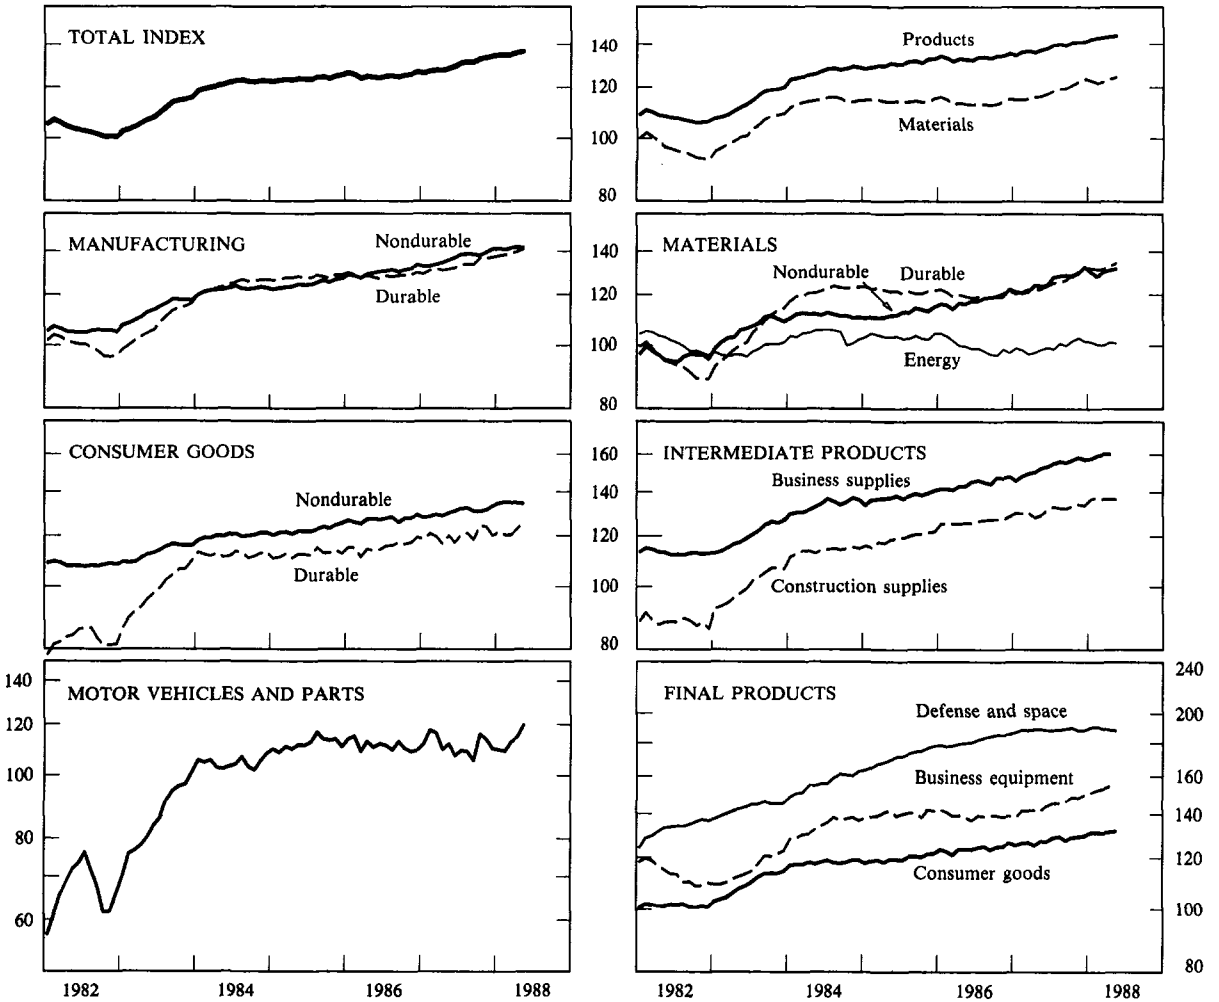 TOTAL INDEX
140
120
100
80
Products
Materials
MANUFACTURING
Nondurable
Durable
140
120
100
80
MATERIALS
Nondurable
Durable
Energy
CONSUMER GOODS
Nondurable
Durable
160
140
120
100
80
INTERMEDIATE PRODUCTS
Business supplies
Construction supplies
140
120
100
80
60
MOTOR VEHICLES AND PARTS
FINAL PRODUCTS
Defense and space
Business equipment
Consumer goods
240
200
160
140
120
100
80
1982 1984 1986 1988
1982 1984 1986 1988